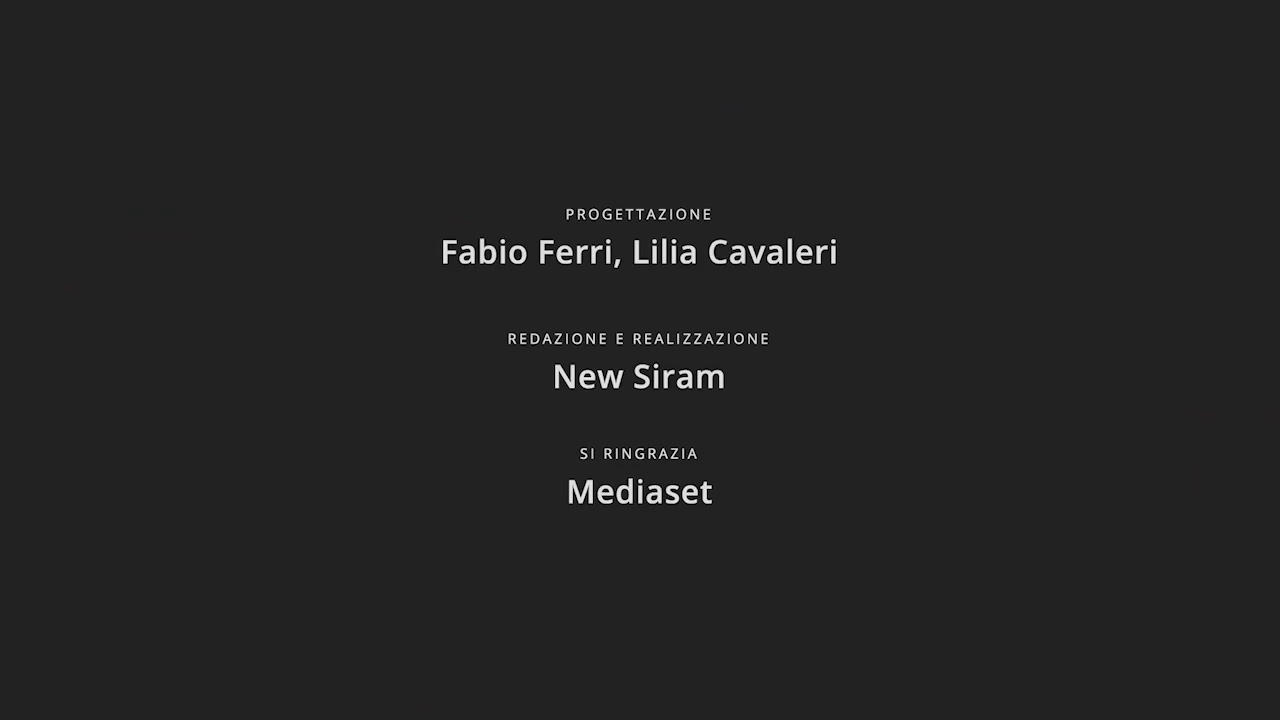 PROGETTAZIONE
Fabio Ferri, Lilia Cavaleri
REDAZIONE E REALIZZAZIONE
New Siram
SI RINGRAZIA
Mediaset